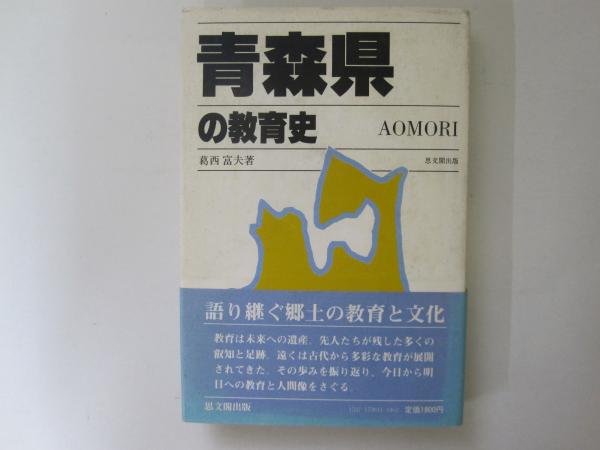 青森県
の教育史
AOMORI
葛西 富夫著
思文閣出版
語り継ぐ郷土の教育と文化
教育は未来への遺産。先人たちが残した多くの
叡知と足跡。遠くは古代から多彩な教育が展開
されてきた。その歩みを振り返り、今日から明
日への教育と人間像をさぐる。
思文閣出版
定価1800円